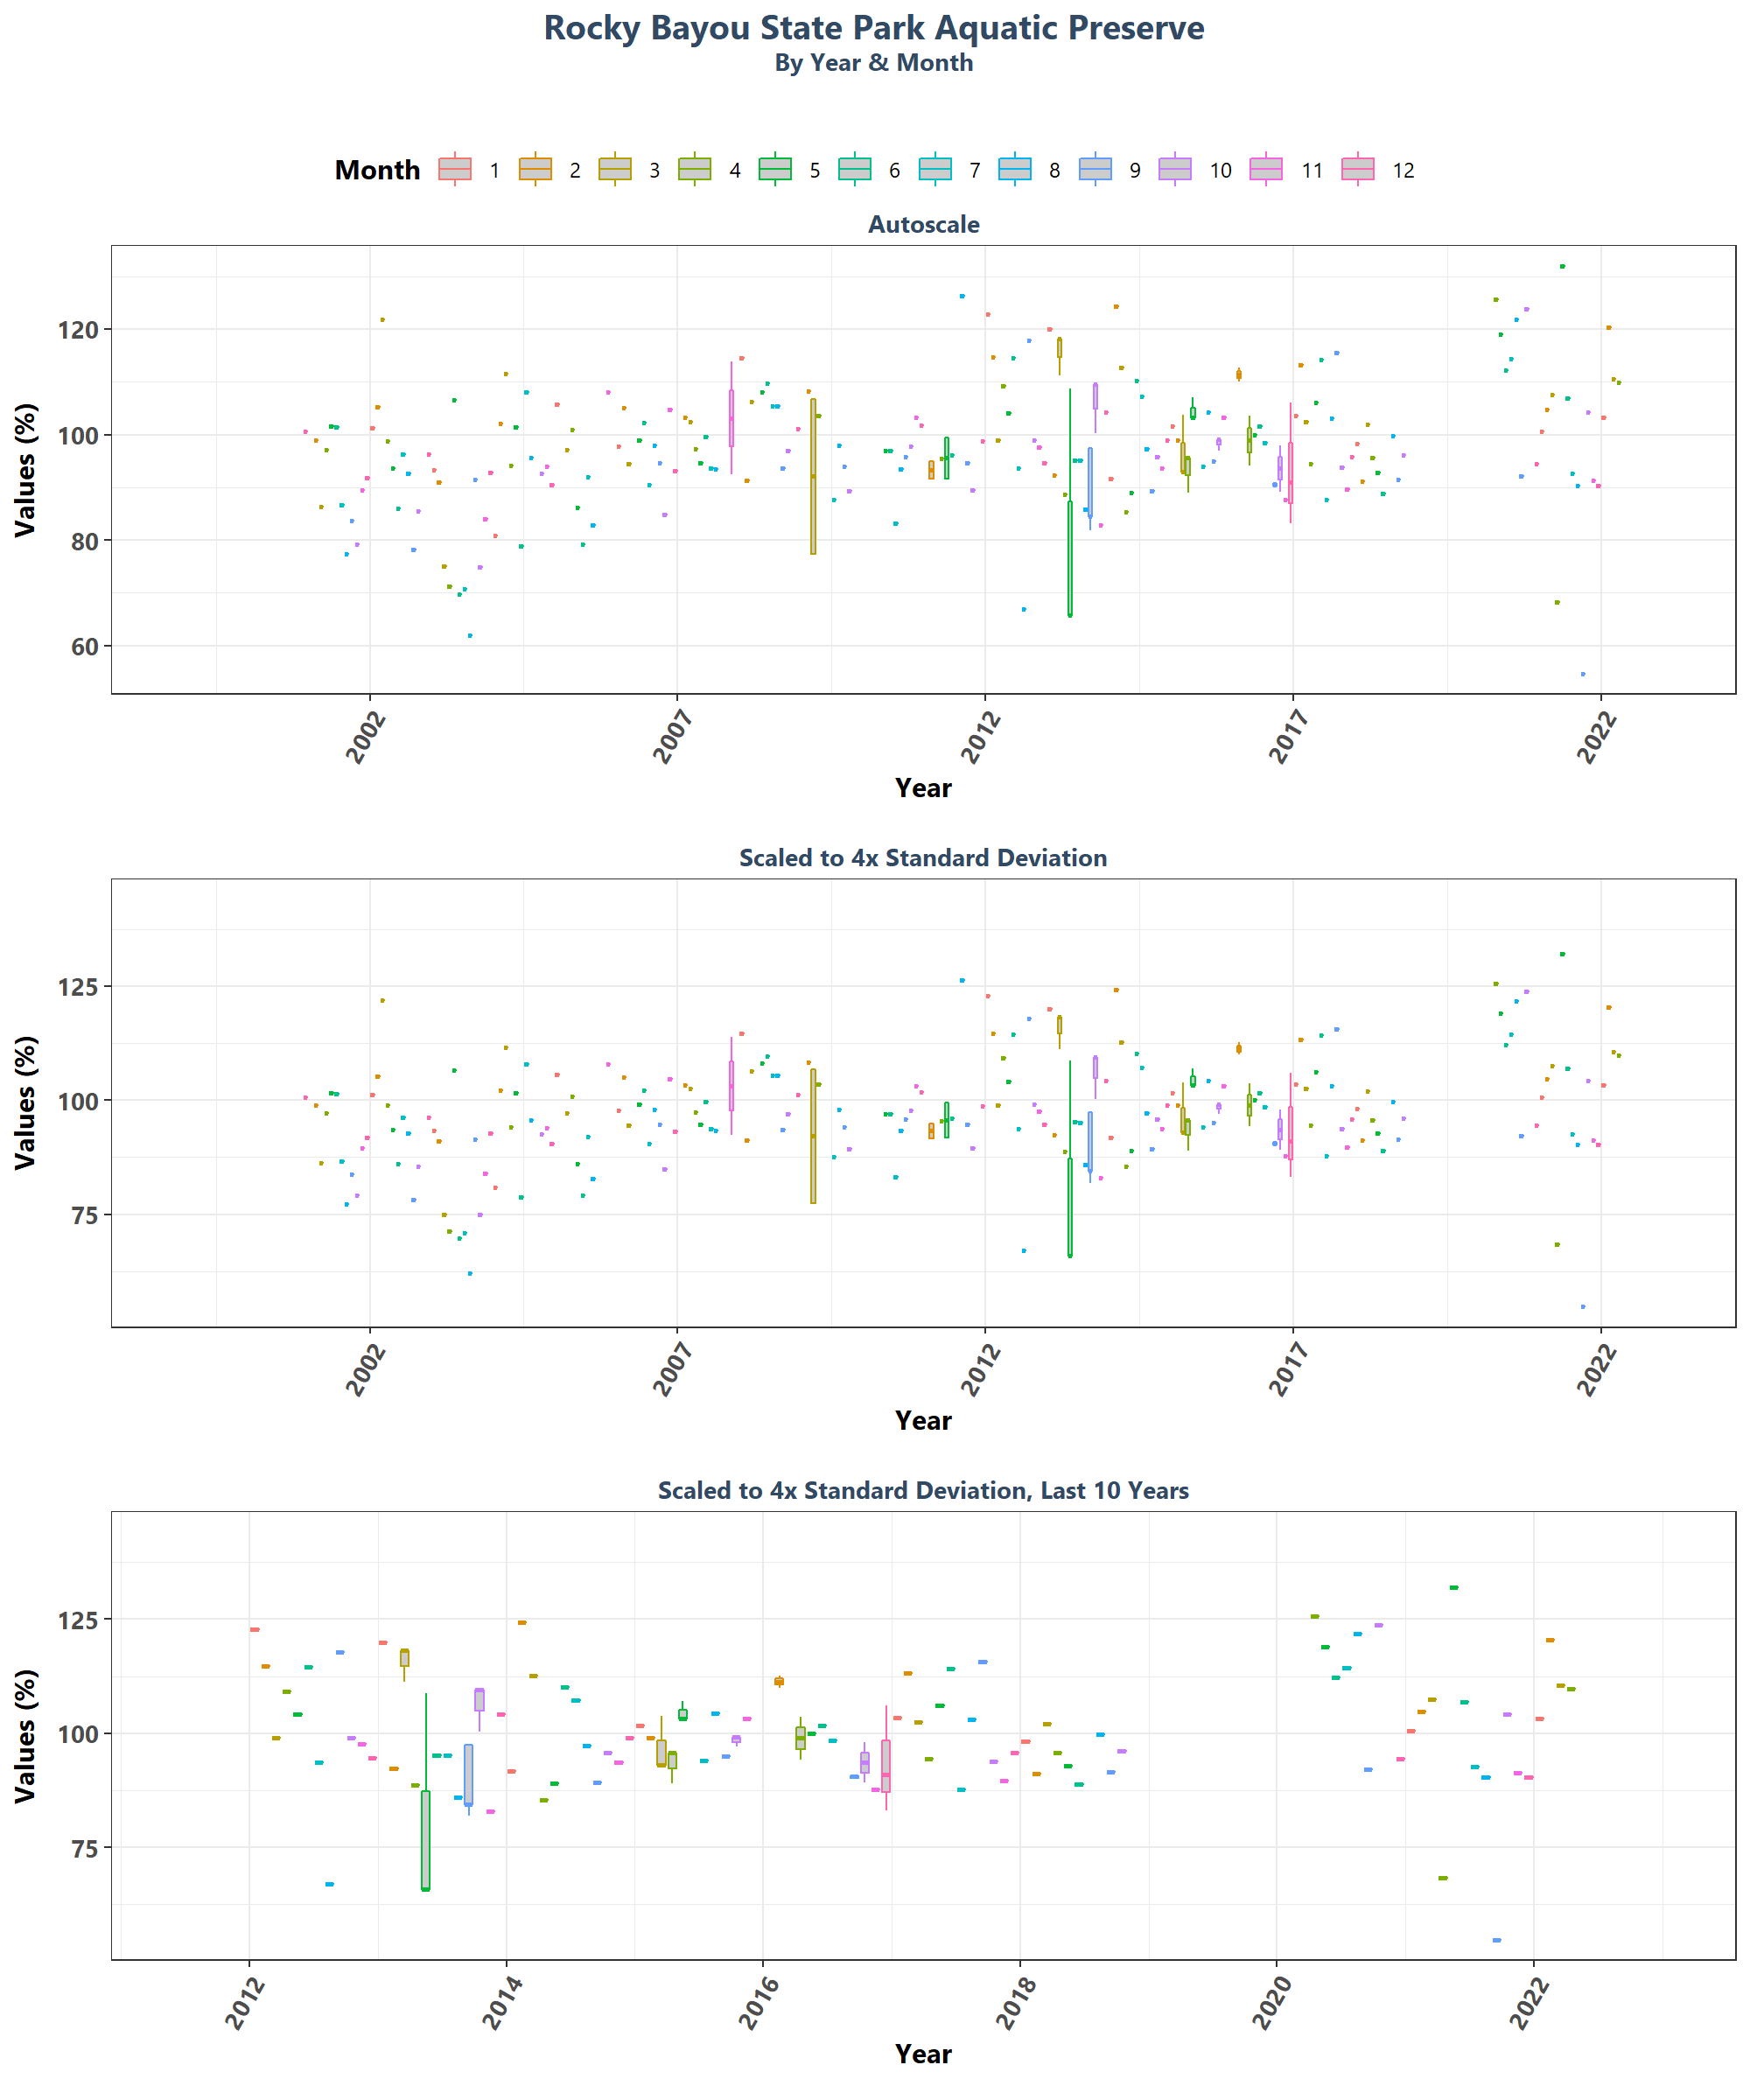 Rocky Bayou State Park Aquatic Preserve
By Year & Month
Month 1 2 3 4 5 6 7 8 9 10 11 12
Autoscale
Values (%)
120
100
80
60
2002 2007 2012 2017 2022
Year
Scaled to 4x Standard Deviation
Values (%)
125
100
75
2002 2007 2012 2017 2022
Year
Scaled to 4x Standard Deviation, Last 10 Years
Values (%)
125
100
75
2012 2014 2016 2018 2020 2022
Year